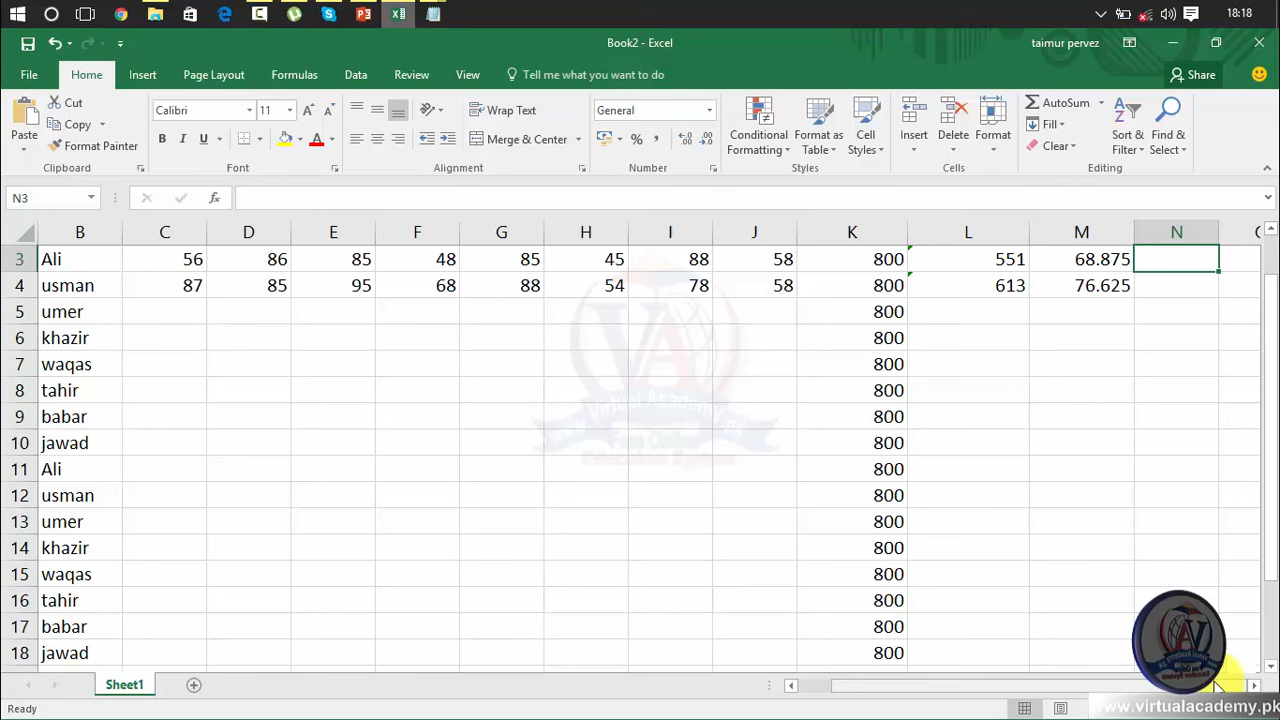 18:18
Book2 - Excel
taimur pervez
File Home Insert Page Layout Formulas Data Review View Tell me what you want to do Share
Paste Cut Copy Format Painter Clipboard
Calibri 11 B I U A Font
Wrap Text Merge & Center Alignment
General % , Number
Conditional Formatting Format as Table Cell Styles Styles
Insert Delete Format Cells
AutoSum Fill Clear Sort & Filter Find & Select Editing
N3 fx
B C D E F G H I J K L M N
3 Ali 56 86 85 48 85 45 88 58 800 551 68.875
4 usman 87 85 95 68 88 54 78 58 800 613 76.625
5 umer 800
6 khazir 800
7 waqas 800
8 tahir 800
9 babar 800
10 jawad 800
11 Ali 800
12 usman 800
13 umer 800
14 khazir 800
15 waqas 800
16 tahir 800
17 babar 800
18 jawad 800
Virtual Academy
Sheet1
Ready
www.virtualacademy.pk